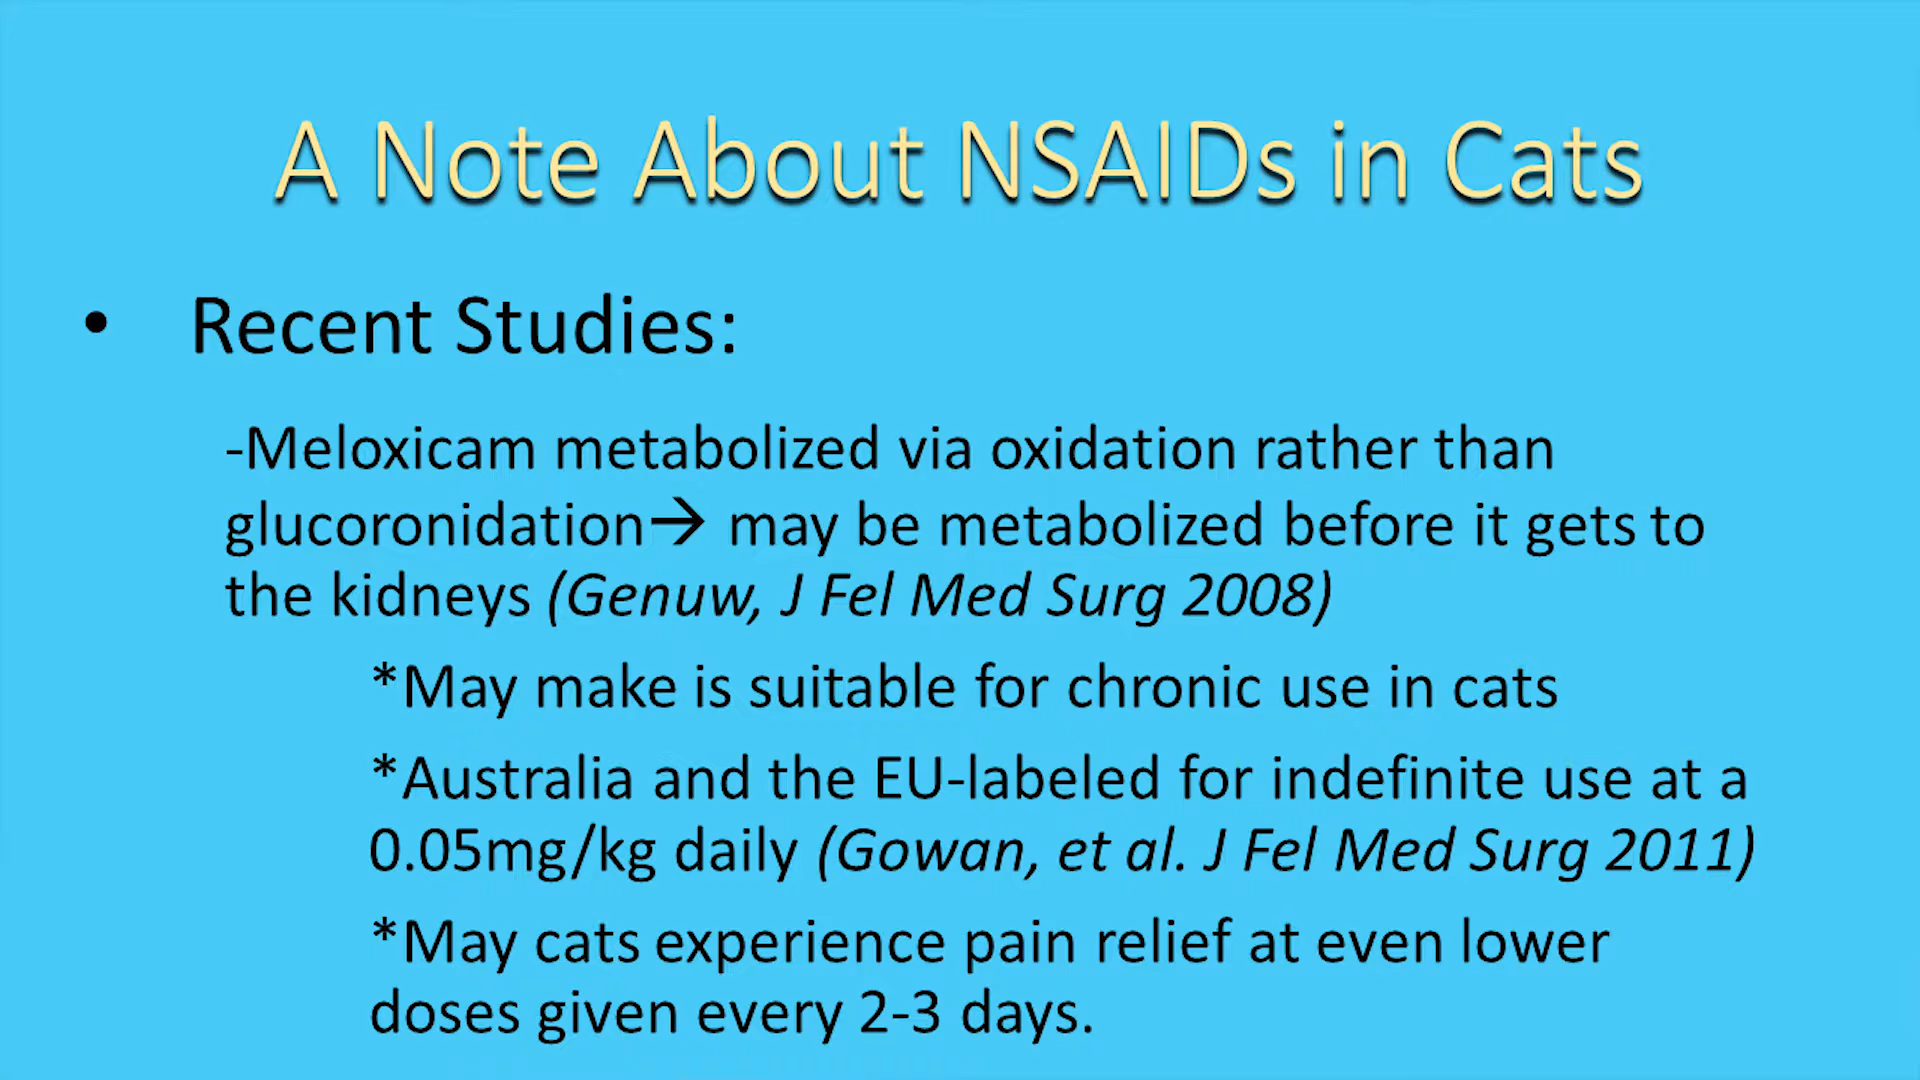 A Note About NSAIDs in Cats
• Recent Studies:
-Meloxicam metabolized via oxidation rather than
glucoronidation→ may be metabolized before it gets to
the kidneys (Genuw, J Fel Med Surg 2008)
*May make is suitable for chronic use in cats
*Australia and the EU-labeled for indefinite use at a
0.05mg/kg daily (Gowan, et al. J Fel Med Surg 2011)
*May cats experience pain relief at even lower
doses given every 2-3 days.